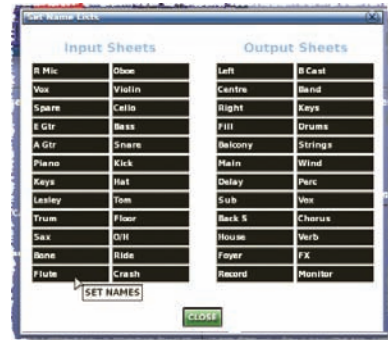 Set Name Lists
Input Sheets Output Sheets
R Mic Oboe Left B Cast
Vox Violin Centre Band
Spare Cello Right Keys
E Gtr Bass Fill Drums
A Gtr Snare Balcony Strings
Piano Kick Main Wind
Keys Hat Delay Perc
Lesley Tom Sub Vox
Trum Floor Back S Chorus
Sax O/H House Verb
Bone Ride Foyer FX
Flute Crash Record Monitor
SET NAMES
CLOSE